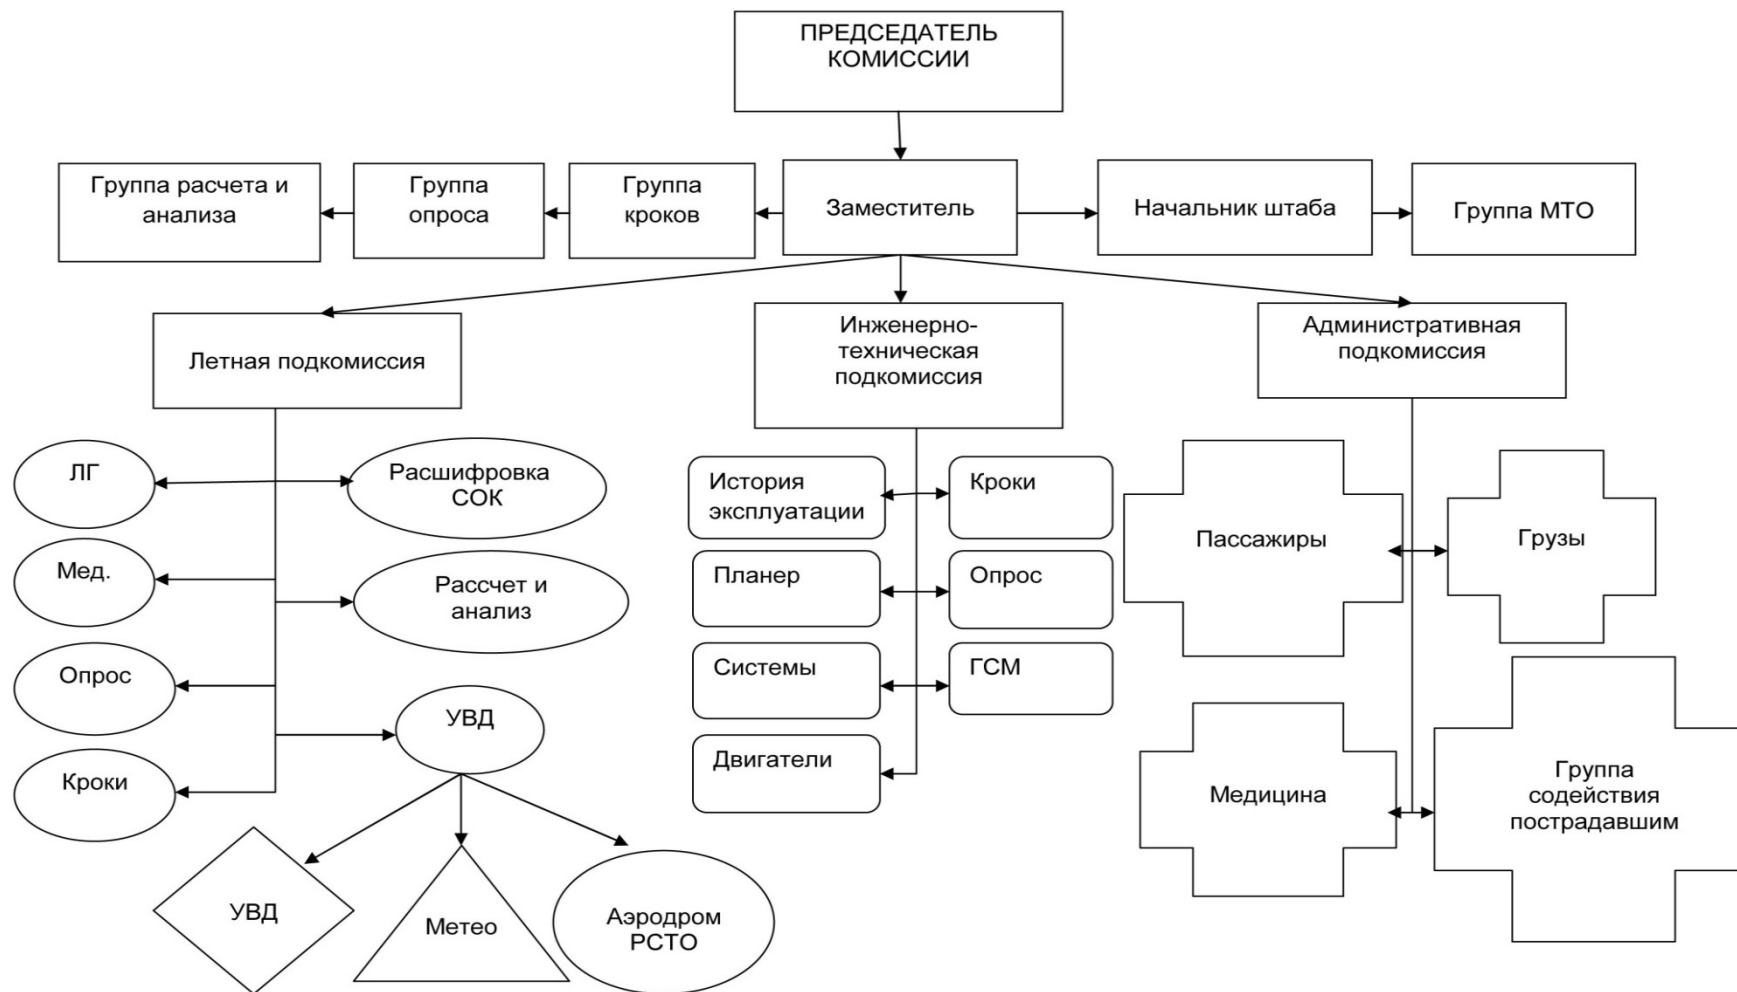 ПРЕДСЕДАТЕЛЬ
КОМИССИИ
Группа расчета и
анализа
Группа
опроса
Группа
кроков
Заместитель
Начальник штаба
Группа МТО
Летная подкомиссия
Инженерно-
техническая
подкомиссия
Административная
подкомиссия
ЛГ
Расшифровка
СОК
Мед.
Рассчет и
анализ
Опрос
УВД
Кроки
УВД
Метео
Аэродром
РСТО
История
эксплуатации
Кроки
Планер
Опрос
Системы
ГСМ
Двигатели
Пассажиры
Грузы
Медицина
Группа
содействия
пострадавшим